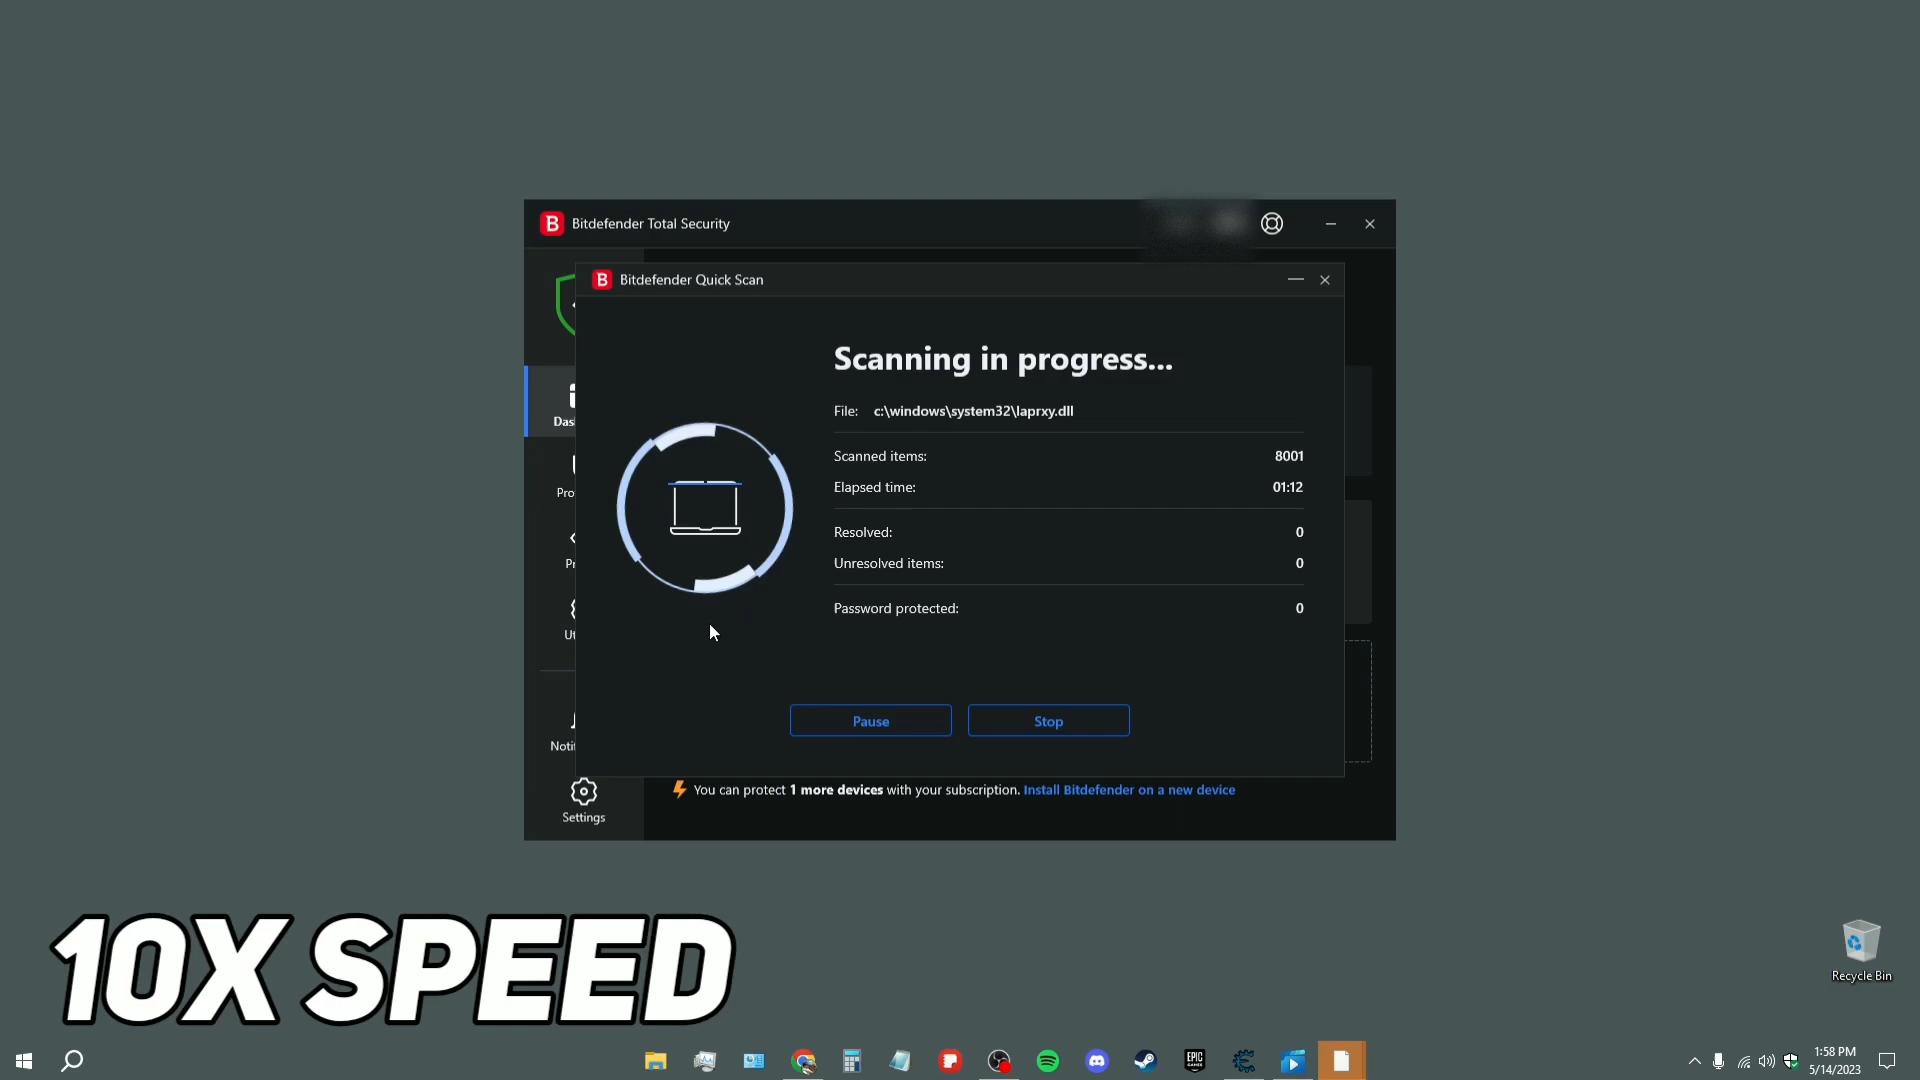 Bitdefender Total Security
Bitdefender Quick Scan
Scanning in progress...
File: c:\windows\system32\laprxy.dll
Scanned items: 8001
Elapsed time: 01:12
Resolved: 0
Unresolved items: 0
Password protected: 0
Pause Stop
Settings
You can protect 1 more devices with your subscription. Install Bitdefender on a new device
10X SPEED
Recycle Bin
EPIC GAMES
1:58 PM
5/14/2023